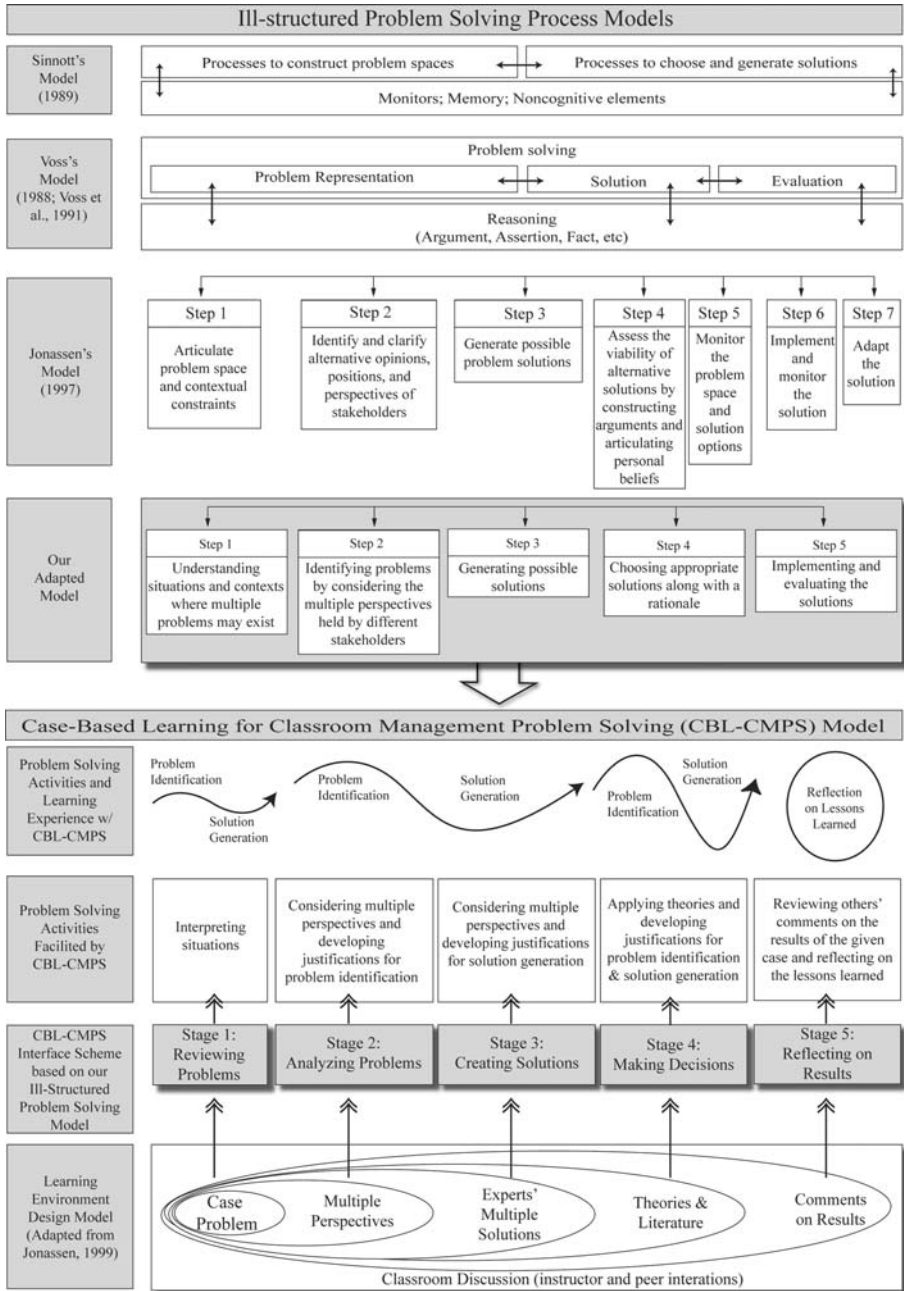 Ill-structured Problem Solving Process Models
Sinnott's
Model
(1989)
Processes to construct problem spaces
Processes to choose and generate solutions
Monitors; Memory; Noncognitive elements
Voss's
Model
(1988; Voss et
al., 1991)
Problem solving
Problem Representation
Solution
Evaluation
Reasoning
(Argument, Assertion, Fact, etc)
Jonassen's
Model
(1997)
Step 1
Articulate
problem space
and contextual
constraints
Step 2
Identify and clarify
alternative opinions,
positions, and
perspectives of
stakeholders
Step 3
Generate possible
problem solutions
Step 4
Assess the
viability of
alternative
solutions by
constructing
arguments and
articulating
personal
beliefs
Step 5
Monitor
the
problem
space
and
solution
options
Step 6
Implement
and
monitor
the
solution
Step 7
Adapt
the
solution
Our
Adapted
Model
Step 1
Understanding
situations and contexts
where multiple
problems may exist
Step 2
Identifying problems
by considering the
multiple perspectives
held by different
stakeholders
Step 3
Generating possible
solutions
Step 4
Choosing appropriate
solutions along with a
rationale
Step 5
Implementing and
evaluating the
solutions
Case-Based Learning for Classroom Management Problem Solving (CBL-CMPS) Model
Problem Solving
Activities and
Learning
Experience w/
CBL-CMPS
Problem
Identification
Solution
Generation
Problem
Identification
Solution
Generation
Problem
Identification
Solution
Generation
Reflection
on Lessons
Learned
Problem Solving
Activities
Facilited by
CBL-CMPS
Interpreting
situations
Considering multiple
perspectives and
developing
justifications for
problem identification
Considering multiple
perspectives and
developing justifications
for solution generation
Applying theories and
developing
justifications for
problem identification
& solution generation
Reviewing others'
comments on the
results of the given
case and reflecting on
the lessons learned
CBL-CMPS
Interface Scheme
based on our
Ill-Structured
Problem Solving
Model
Stage 1:
Reviewing
Problems
Stage 2:
Analyzing Problems
Stage 3:
Creating Solutions
Stage 4:
Making Decisions
Stage 5:
Reflecting on
Results
Learning
Environment
Design Model
(Adapted from
Jonassen, 1999)
Case
Problem
Multiple
Perspectives
Experts'
Multiple
Solutions
Theories &
Literature
Comments
on Results
Classroom Discussion (instructor and peer interations)